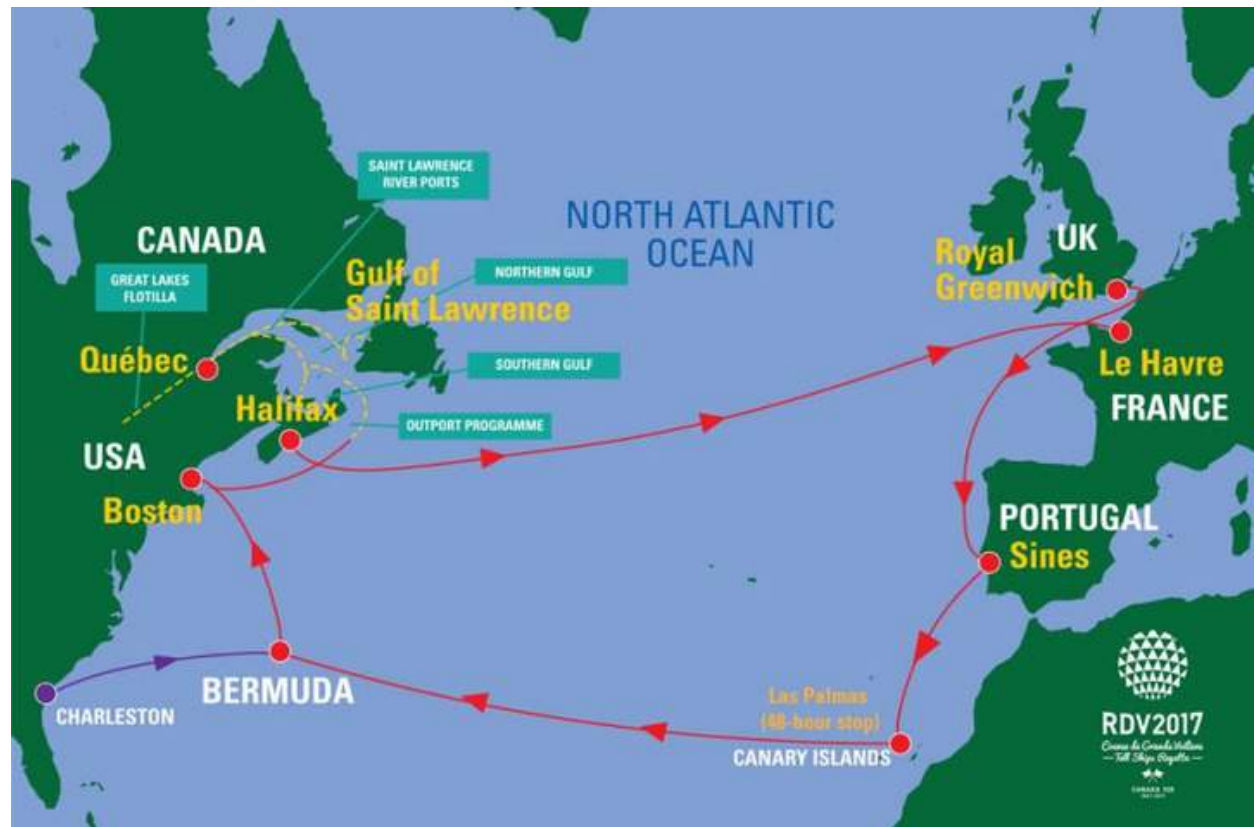 SAINT LAWRENCE
RIVER PORTS
NORTH ATLANTIC
OCEAN
CANADA
UK
Royal
Greenwich
GREAT LAKES
FLOTILLA
Gulf of
Saint Lawrence
NORTHERN GULF
Québec
SOUTHERN GULF
Le Havre
FRANCE
Halifax
OUTPORT PROGRAMME
USA
Boston
PORTUGAL
Sines
BERMUDA
CHARLESTON
Las Palmas
(48-hour stop)
CANARY ISLANDS
RDV2017
Tall Ships Regatta